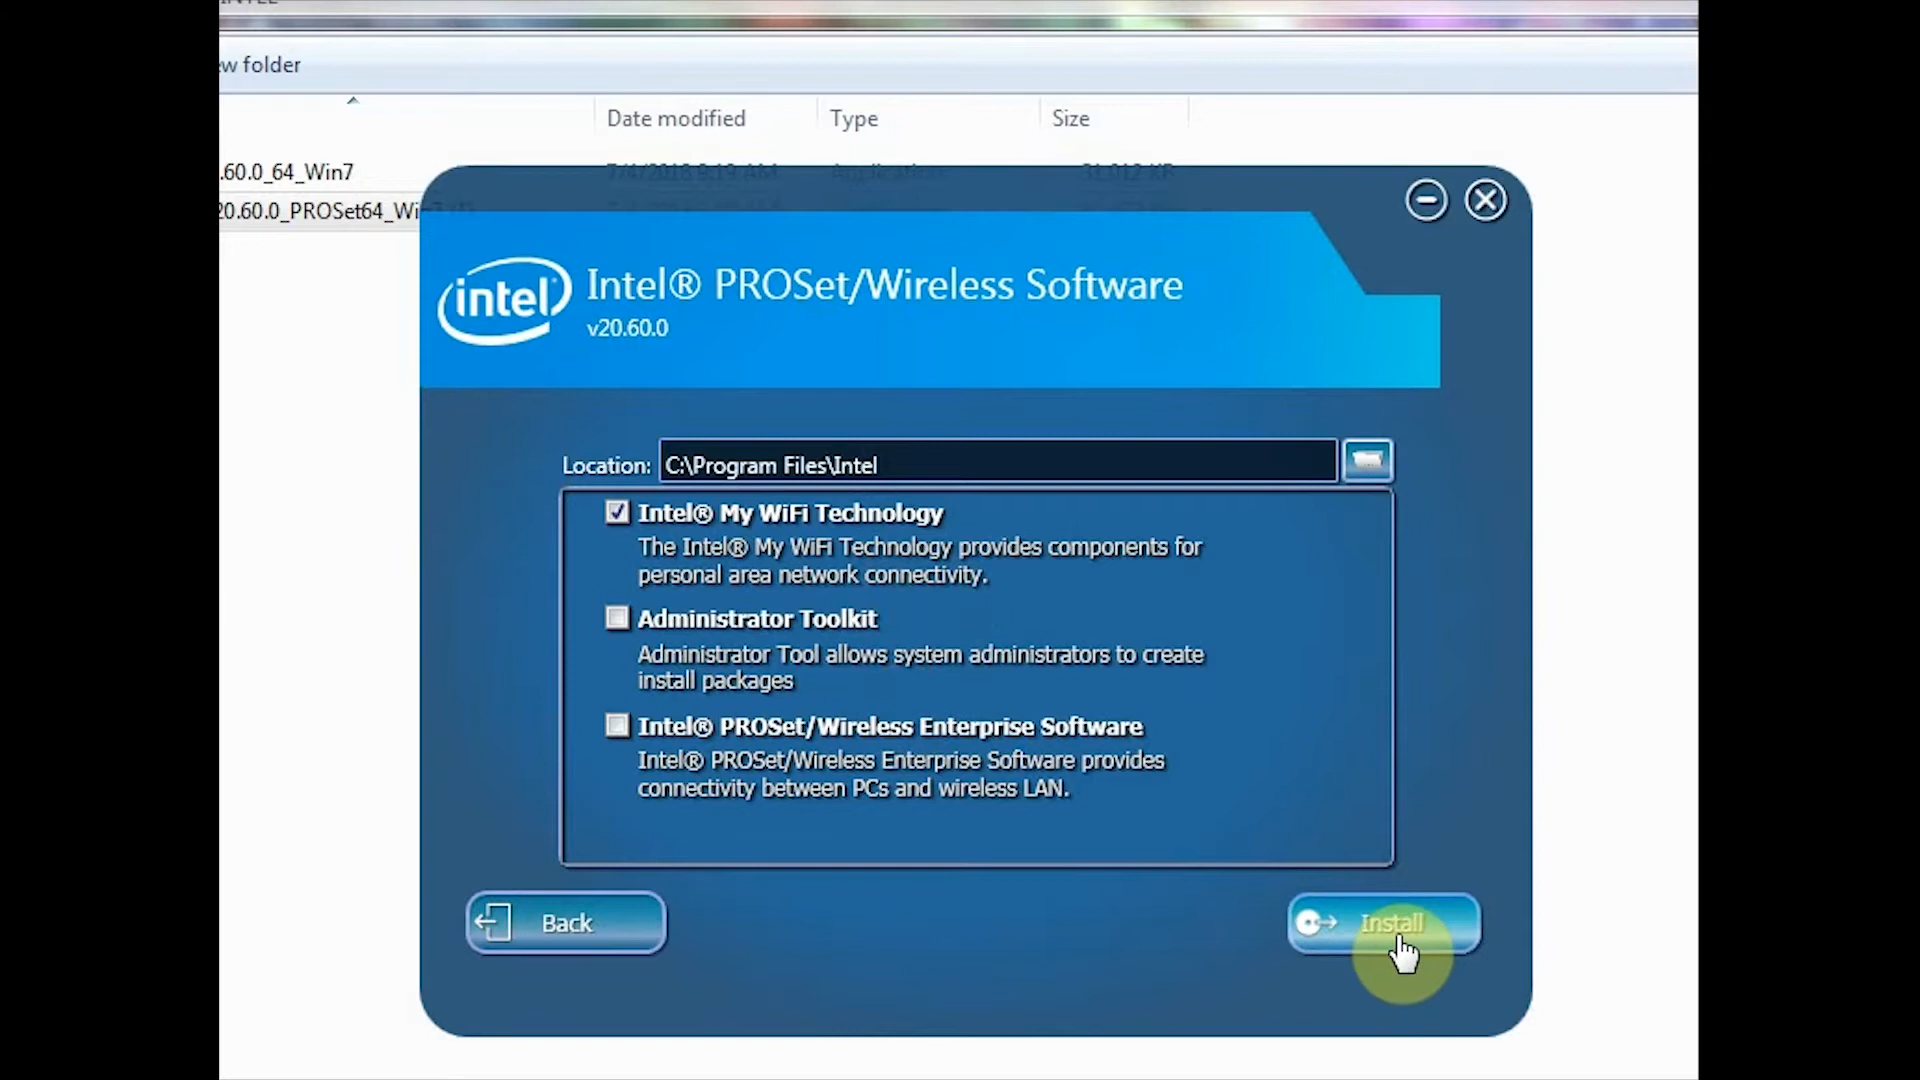 ew folder
Date modified
Type
Size
.60.0_64_Win7
20.60.0_PROSet64_Win7
intel
Intel® PROSet/Wireless Software
v20.60.0
Location: C:\Program Files\Intel
Intel® My WiFi Technology
The Intel® My WiFi Technology provides components for
personal area network connectivity.
Administrator Toolkit
Administrator Tool allows system administrators to create
install packages
Intel® PROSet/Wireless Enterprise Software
Intel® PROSet/Wireless Enterprise Software provides
connectivity between PCs and wireless LAN.
Back
Install